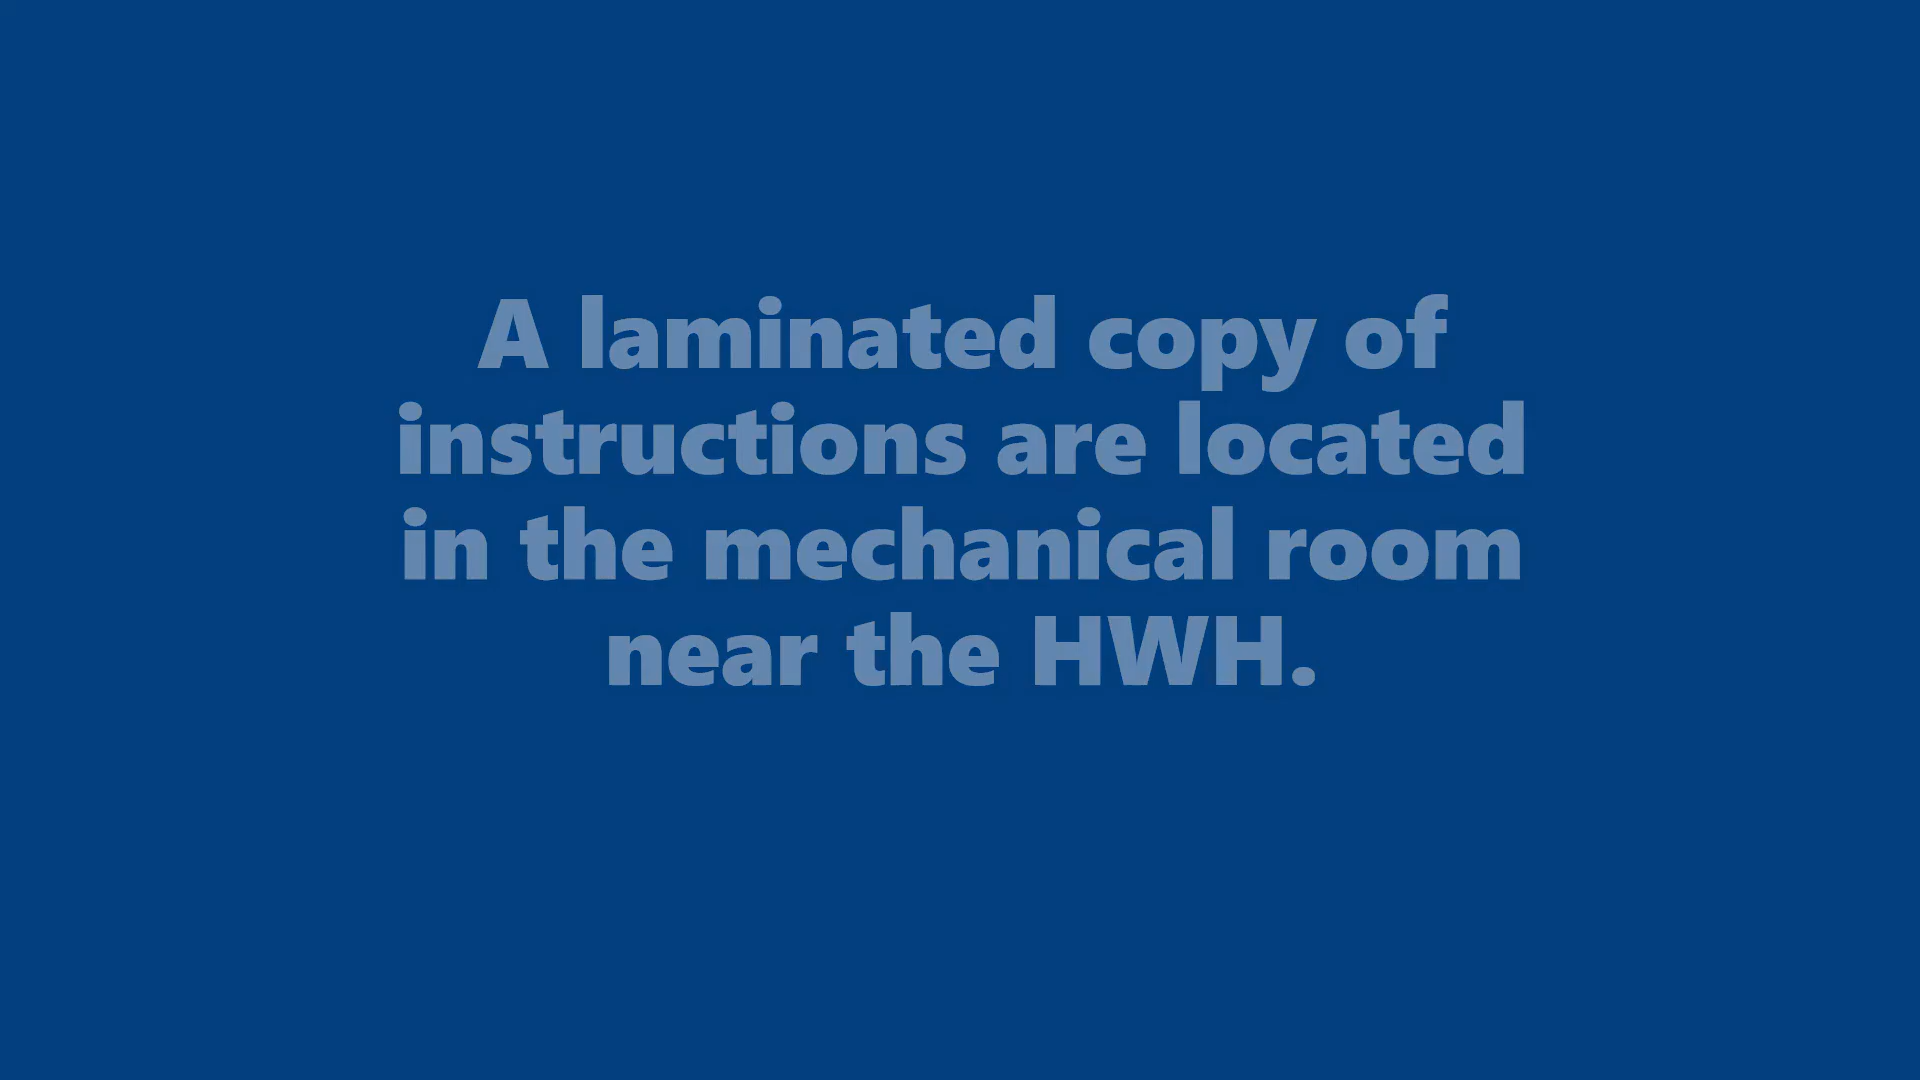 A laminated copy of
instructions are located
in the mechanical room
near the HWH.